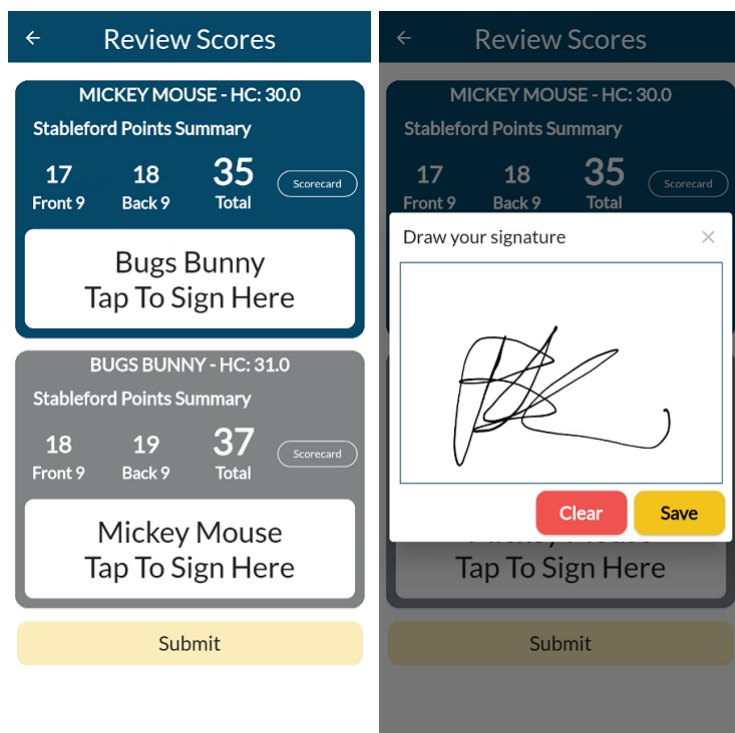 Review Scores
MICKEY MOUSE - HC: 30.0
Stableford Points Summary
17 18 35 Scorecard
Front 9 Back 9 Total
Bugs Bunny
Tap To Sign Here
BUGS BUNNY - HC: 31.0
Stableford Points Summary
18 19 37 Scorecard
Front 9 Back 9 Total
Mickey Mouse
Tap To Sign Here
Submit
Review Scores
MICKEY MOUSE - HC: 30.0
Stableford Points Summary
17 18 35 Scorecard
Front 9 Back 9 Total
Draw your signature
Clear Save
Tap To Sign Here
Submit